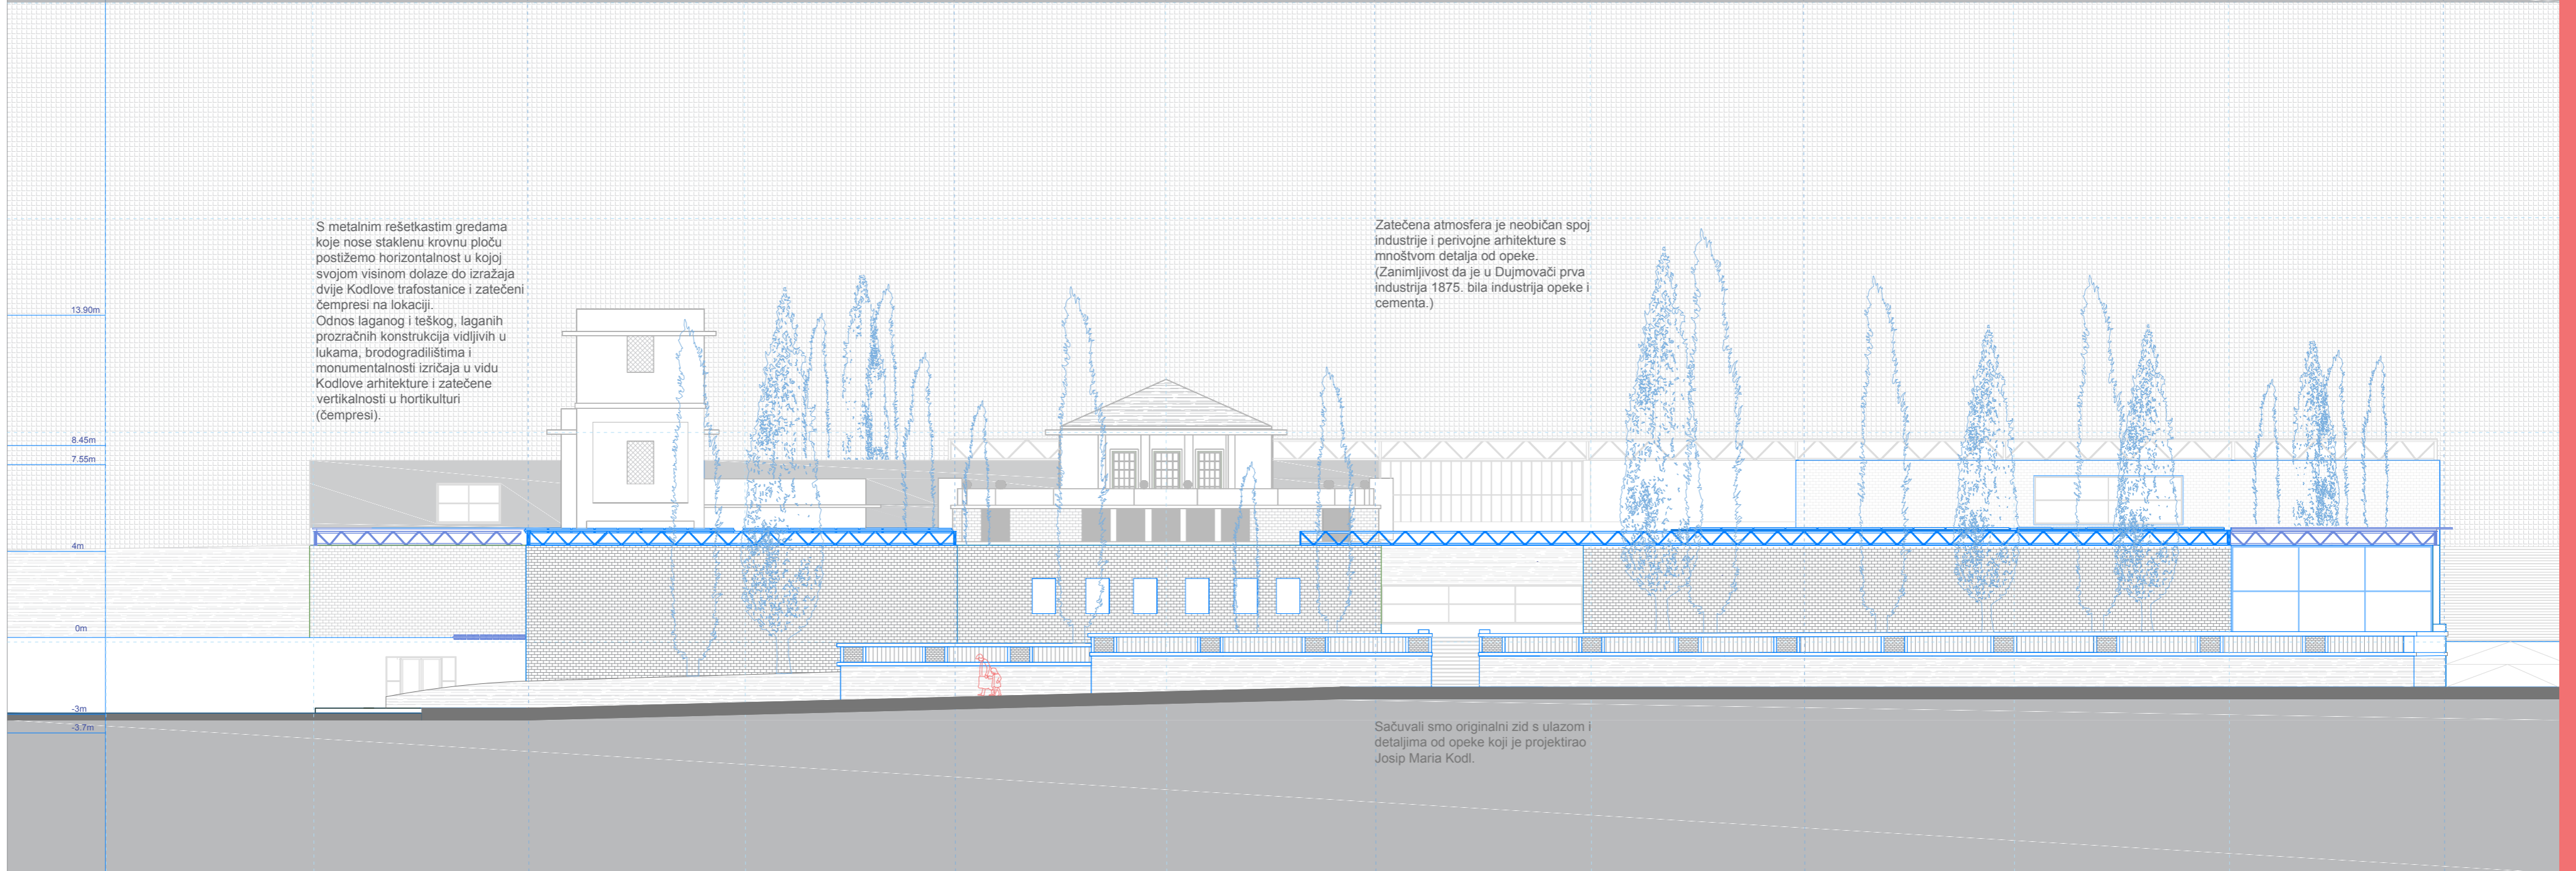 S metalnim rešetkastim gredama
koje nose staklenu krovnu ploču
postižemo horizontalnost u kojoj
svojom visinom dolaze do izražaja
dvije Kodlove trafostanice i zatečeni
čempresi na lokaciji.
Odnos laganog i teškog, laganih
prozračnih konstrukcija vidljivih u
lukama, brodogradilištima i
monumentalnosti izričaja u vidu
Kodlove arhitekture i zatečene
vertikalnosti u hortikulturi
(čempresi).
Zatečena atmosfera je neobičan spoj
industrije i perivojne arhitekture s
mnoštvom detalja od opeke.
(Zanimljivost da je u Dujmovači prva
industrija 1875. bila industrija opeke i
cementa.)
13.90m
8.45m
7.55m
4m
0m
-3m
-3.7m
Sačuvali smo originalni zid s ulazom i
detaljima od opeke koji je projektirao
Josip Maria Kodl.